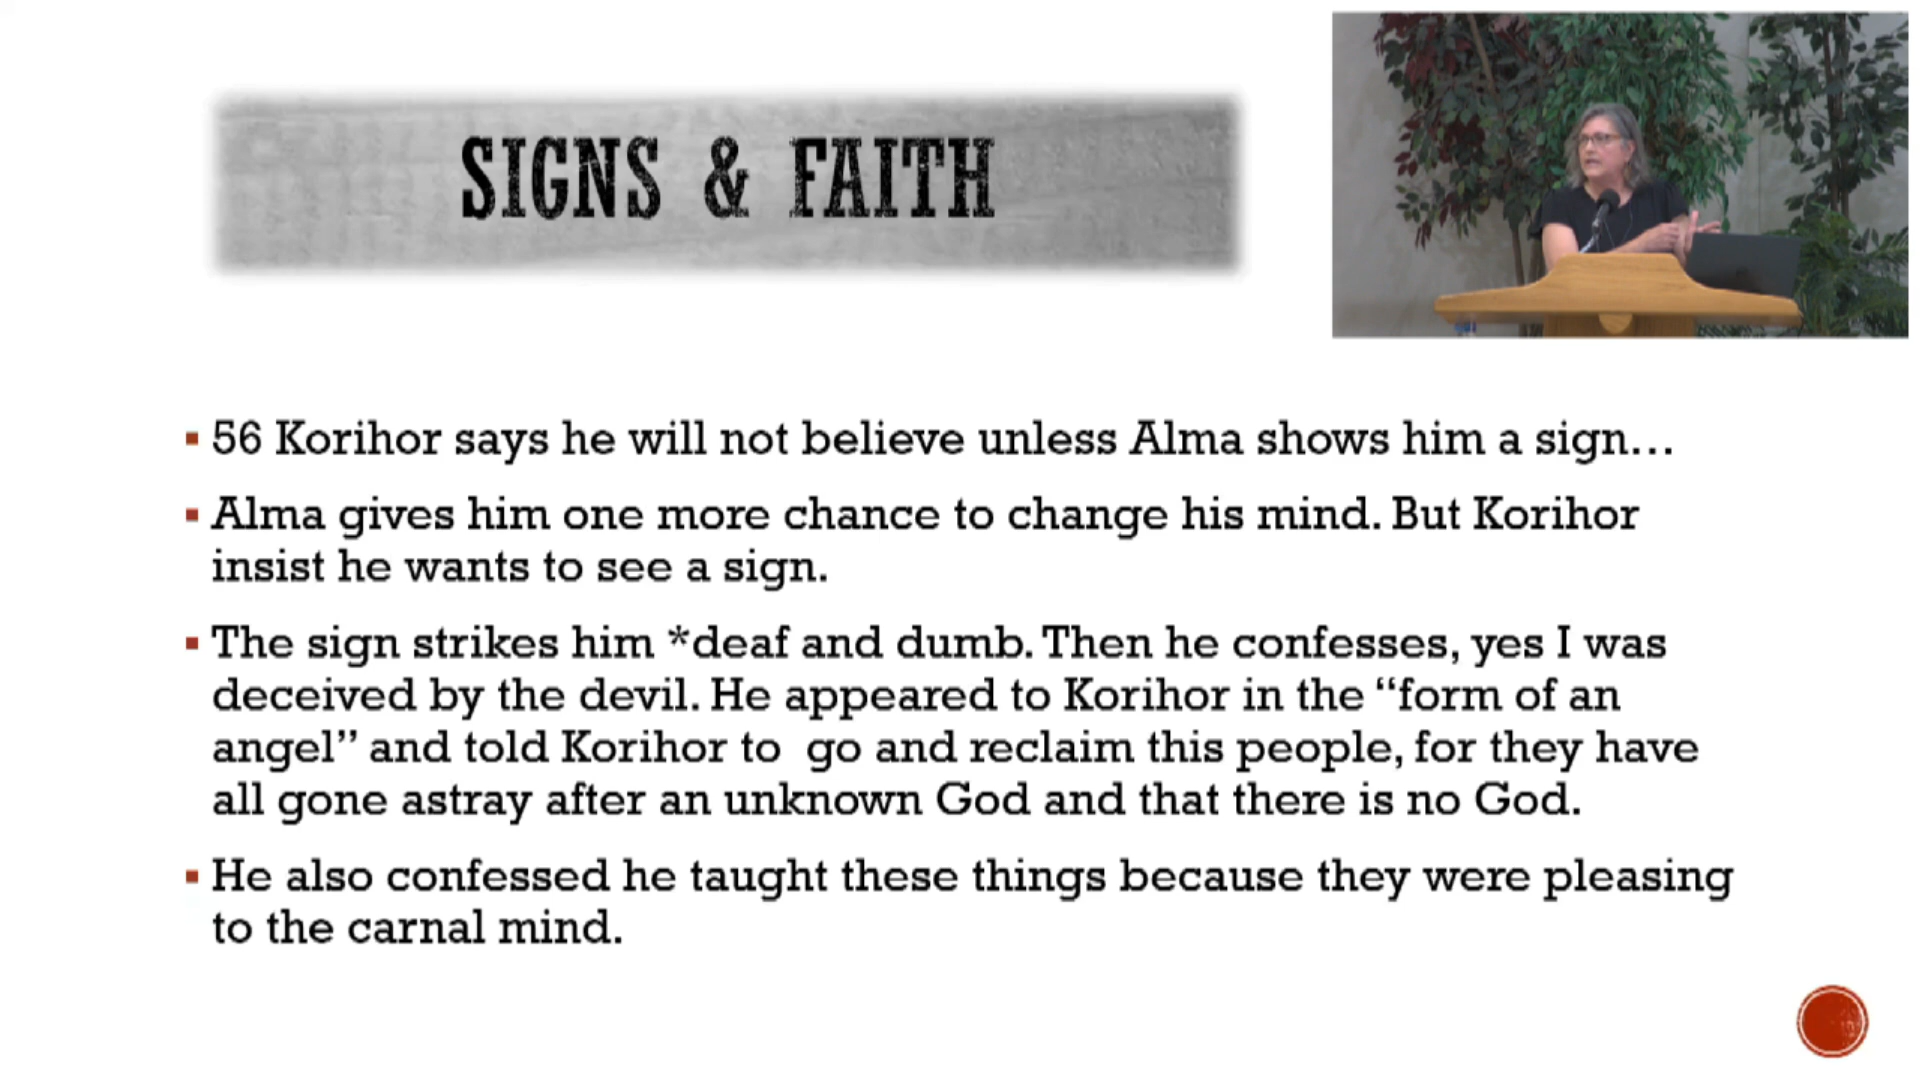 SIGNS & FAITH
56 Korihor says he will not believe unless Alma shows him a sign…
Alma gives him one more chance to change his mind. But Korihor
insist he wants to see a sign.
The sign strikes him *deaf and dumb. Then he confesses, yes I was
deceived by the devil. He appeared to Korihor in the “form of an
angel” and told Korihor to  go and reclaim this people, for they have
all gone astray after an unknown God and that there is no God.
He also confessed he taught these things because they were pleasing
to the carnal mind.